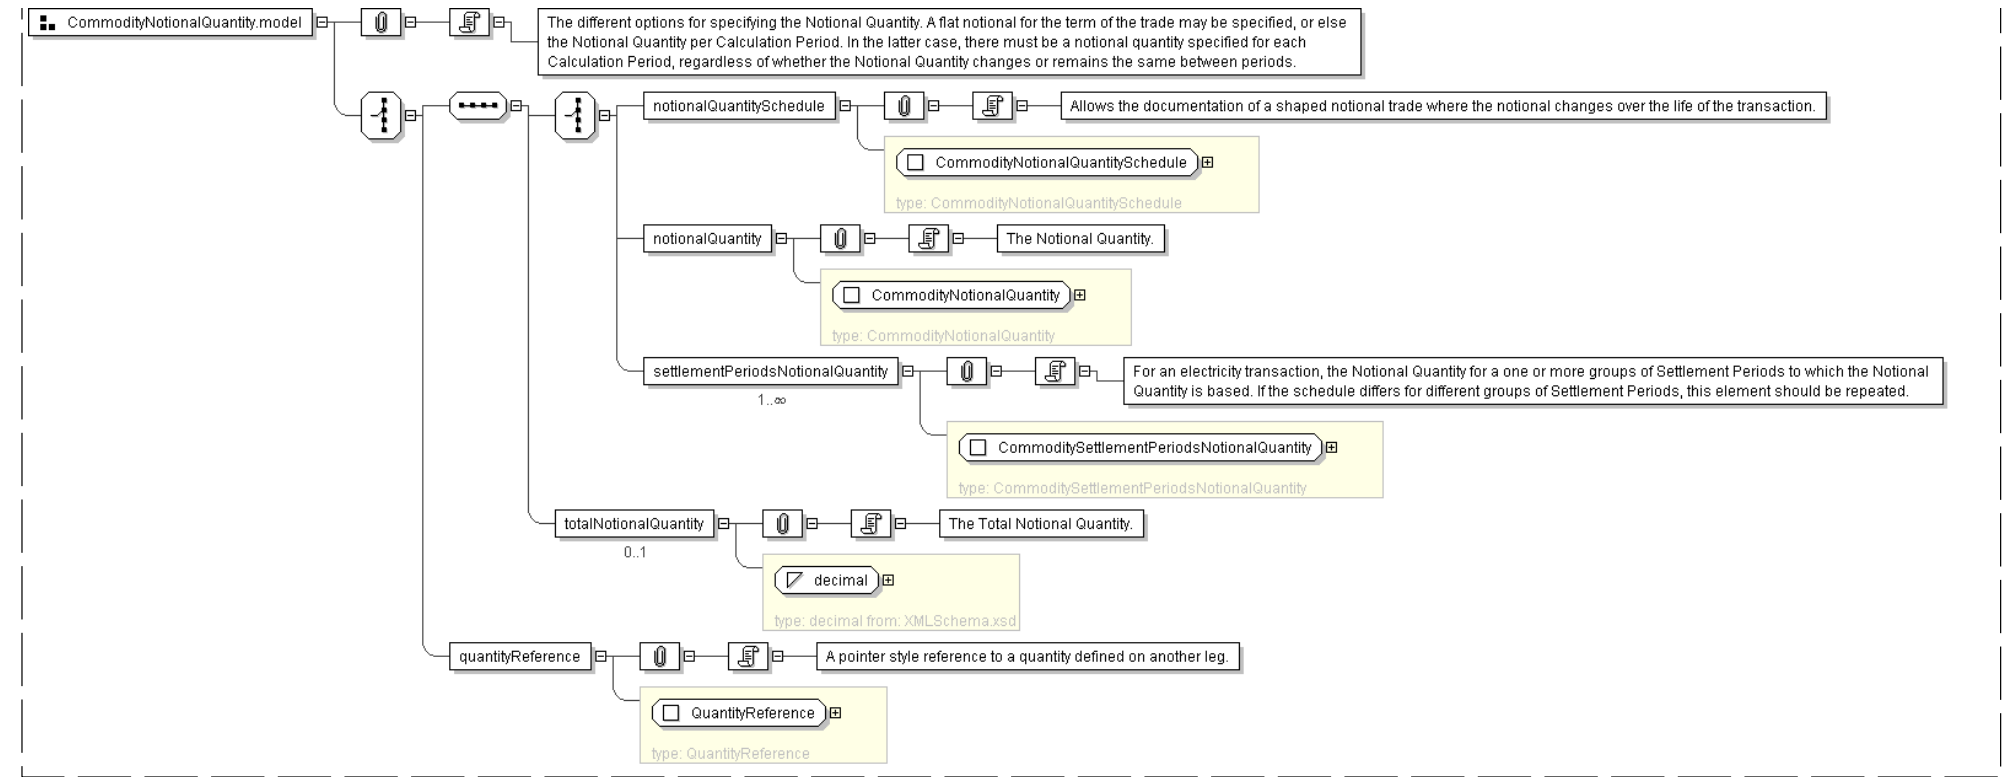 CommodityNotionalQuantity.model
The different options for specifying the Notional Quantity. A flat notional for the term of the trade may be specified, or else
the Notional Quantity per Calculation Period. In the latter case, there must be a notional quantity specified for each
Calculation Period, regardless of whether the Notional Quantity changes or remains the same between periods.
notionalQuantitySchedule
Allows the documentation of a shaped notional trade where the notional changes over the life of the transaction.
CommodityNotionalQuantitySchedule
type: CommodityNotionalQuantitySchedule
notionalQuantity
The Notional Quantity.
CommodityNotionalQuantity
type: CommodityNotionalQuantity
settlementPeriodsNotionalQuantity
1..∞
For an electricity transaction, the Notional Quantity for a one or more groups of Settlement Periods to which the Notional
Quantity is based. If the schedule differs for different groups of Settlement Periods, this element should be repeated.
CommoditySettlementPeriodsNotionalQuantity
type: CommoditySettlementPeriodsNotionalQuantity
totalNotionalQuantity
0..1
The Total Notional Quantity.
decimal
type: decimal from: XMLSchema.xsd
quantityReference
A pointer style reference to a quantity defined on another leg.
QuantityReference
type: QuantityReference